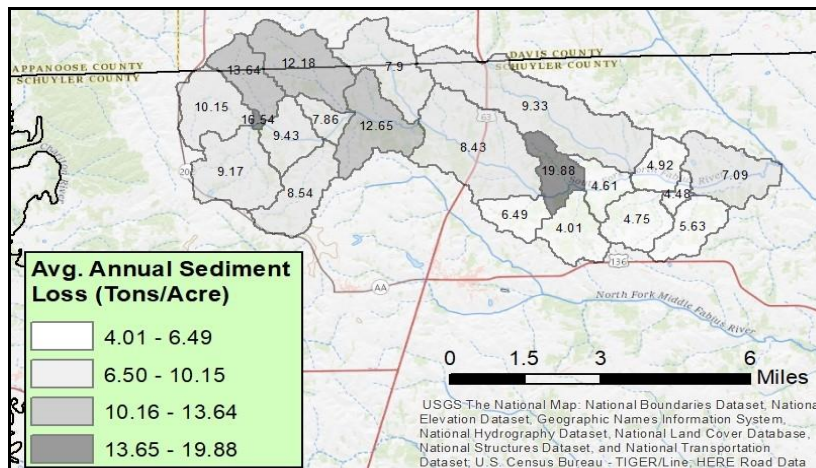 APPANOOSE COUNTY
SCHUYLER COUNTY
DAVIS COUNTY
SCHUYLER COUNTY
13.64
12.18
7.9
10.15
16.54
7.86
9.43
12.65
63
9.33
8.43
9.17
20
8.54
19.88
4.92
4.61
4.48
7.09
6.49
4.01
4.75
5.63
136
AA
North Fork Middle Fabius River
Avg. Annual Sediment
Loss (Tons/Acre)
4.01 - 6.49
6.50 - 10.15
10.16 - 13.64
13.65 - 19.88
0 1.5 3 6
Miles
USGS The National Map: National Boundaries Dataset, Nationa
Elevation Dataset, Geographic Names Information System,
National Hydrography Dataset, National Land Cover Database,
National Structures Dataset, and National Transportation
Dataset; U.S. Census Bureau - TIGER/Line; HERE Road Data